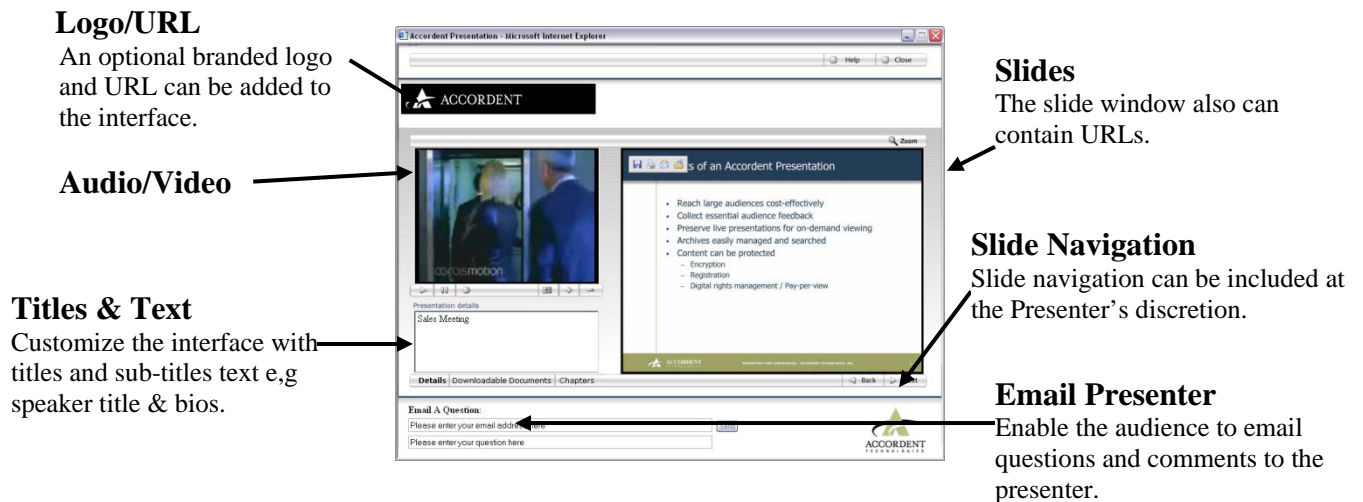 Logo/URL
An optional branded logo
and URL can be added to
the interface.
Audio/Video
Titles & Text
Customize the interface with
titles and sub-titles text e,g
speaker title & bios.
Accordent Presentation - Microsoft Internet Explorer
Help Close
ACCORDENT
Zoom
s of an Accordent Presentation
• Reach large audiences cost-effectively
• Collect essential audience feedback
• Preserve live presentations for on-demand viewing
• Archives easily managed and searched
• Content can be protected
– Encryption
– Registration
– Digital rights management / Pay-per-view
ACCORDENT
Presentation details
Sales Meeting
Details Downloadable Documents Chapters
Back
Email A Question:
Please enter your email address here
Send
Please enter your question here
ACCORDENT
TECHNOLOGIES
Slides
The slide window also can
contain URLs.
Slide Navigation
Slide navigation can be included at
the Presenter’s discretion.
Email Presenter
Enable the audience to email
questions and comments to the
presenter.